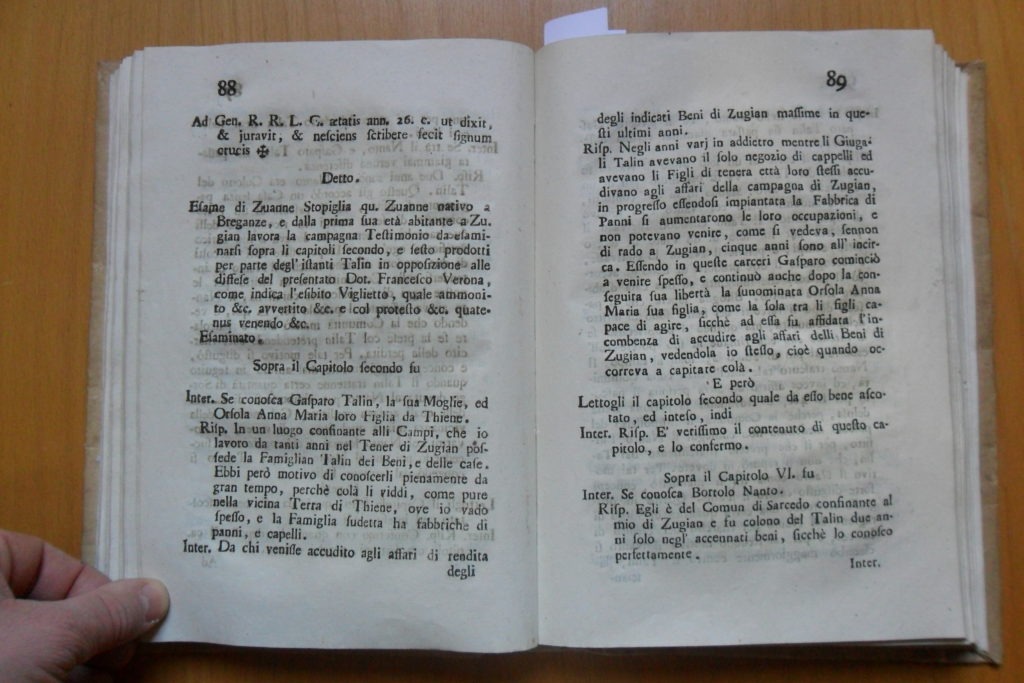 88
Ad Gen. R. R. L. C. ætatis ann. 26. c. ut dixit,
& juravit, & nesciens scribere fecit signum
crucis ✠
Detto.
Esame di Zuanne Stopiglia qu. Zuanne nativo a
Breganze, e dalla prima sua età abitante a Zu-
gian lavora la campagna Testimonio da esami-
narsi sopra li capitoli secondo, e sesto prodotti
per parte degl'istanti Talin in opposizione alle
diffese del presentato Dot. Francesco Verona,
come indica l'esibito Viglietto, quale ammoni-
to &c. avvertito &c. e col protesto &c. quate-
nus venendo &c.
Esaminato.
Sopra il Capitolo secondo fu
Inter. Se conosca Gasparo Talin, la sua Moglie, ed
Orsola Anna Maria loro Figlia da Thiene.
Risp. In un luogo confinante alli Campi, che io
lavoro da tanti anni nel Tener di Zugian pos-
sede la Famiglian Talin dei Beni, e delle case.
Ebbi però motivo di conoscerli pienamente da
gran tempo, perchè colà li viddi, come pure
nella vicina Terra di Thiene, ove io vado
spesso, e la Famiglia sudetta ha fabbriche di
panni, e capelli.
Inter. Da chi venisse accudito agli affari di rendita
degli
89
degli indicati Beni di Zugian massime in que-
sti ultimi anni.
Risp. Negli anni varj in addietro mentre li Giuga-
li Talin avevano il solo negozio di cappelli ed
avevano li Figli di tenera età loro stessi accu-
divano agli affari della campagna di Zugian,
in progresso essendosi impiantata la Fabbrica di
Panni si aumentarono le loro occupazioni, e
non potevano venire, come si vedeva, sennon
di rado a Zugian, cinque anni sono all' incir-
ca. Essendo in queste carceri Gasparo cominciò
a venire spesso, e continuò anche dopo la con-
seguita sua libertà la sunominata Orsola Anna
Maria sua figlia, come la sola tra li figli ca-
pace di agire, sicchè ad essa fu affidata l'in-
combenza di accudire agli affari delli Beni di
Zugian, vedendola io stesso, cioè quando oc-
correva a capitare colà.
E però
Lettogli il capitolo secondo quale da esso bene asco-
tato, ed inteso, indi
Inter. Risp. E' verissimo il contenuto di questo ca-
pitolo, e lo confermo.
Sopra il Capitolo VI. fu
Inter. Se conosca Bortolo Nanto.
Risp. Egli è del Comun di Sarcedo confinante al
mio di Zugian e fu colono del Talin due an-
ni solo negl' accennati beni, sicchè lo conosco
perfettamente.
Inter.